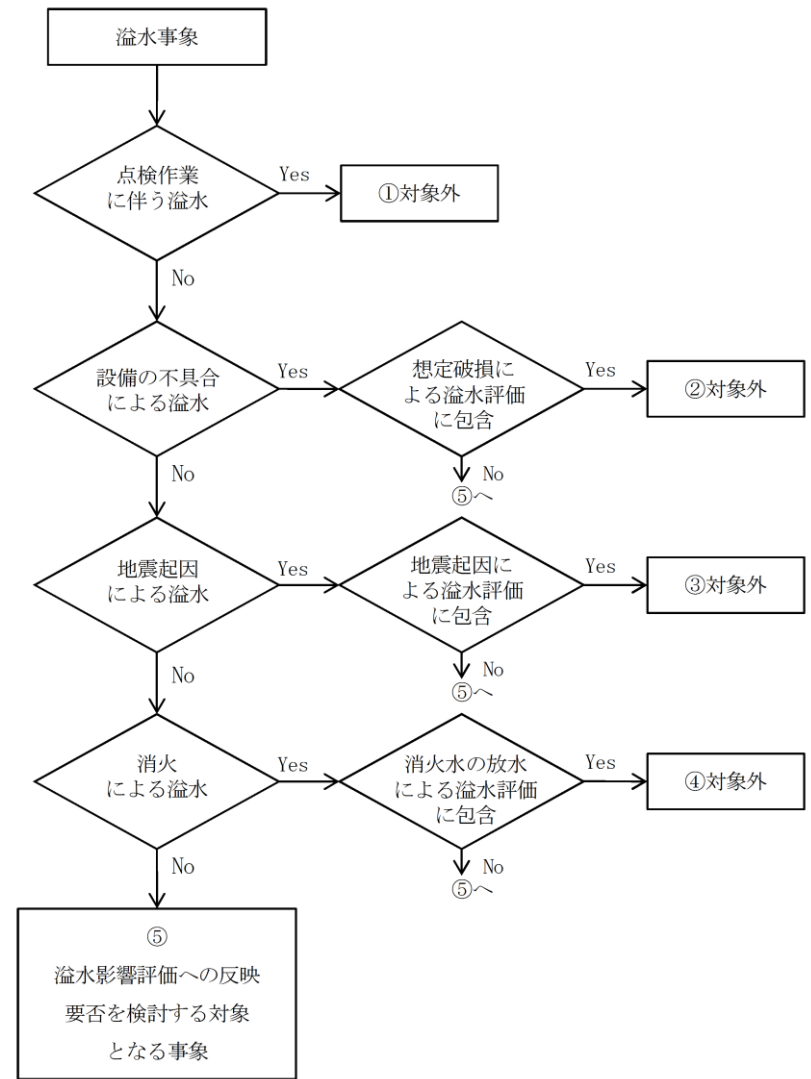 溢水事象
点検作業
に伴う溢水
Yes
①対象外
No
設備の不具合
による溢水
Yes
想定破損に
よる溢水評価
に包含
Yes
②対象外
No
⑤へ
No
地震起因
による溢水
Yes
地震起因に
よる溢水評価
に包含
Yes
③対象外
No
⑤へ
No
消火
による溢水
Yes
消火水の放水
による溢水評価
に包含
Yes
④対象外
No
⑤へ
No
⑤
溢水影響評価への反映
要否を検討する対象
となる事象